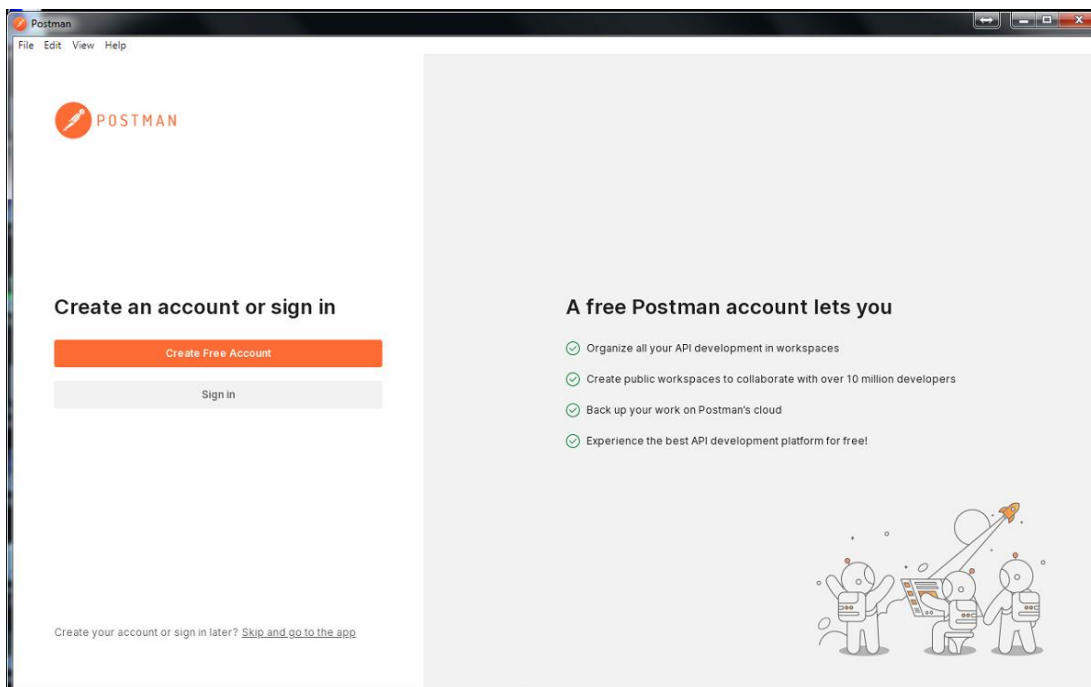 Postman
File Edit View Help
POSTMAN
Create an account or sign in
Create Free Account
Sign in
Create your account or sign in later? Skip and go to the app
A free Postman account lets you
Organize all your API development in workspaces
Create public workspaces to collaborate with over 10 million developers
Back up your work on Postman's cloud
Experience the best API development platform for free!